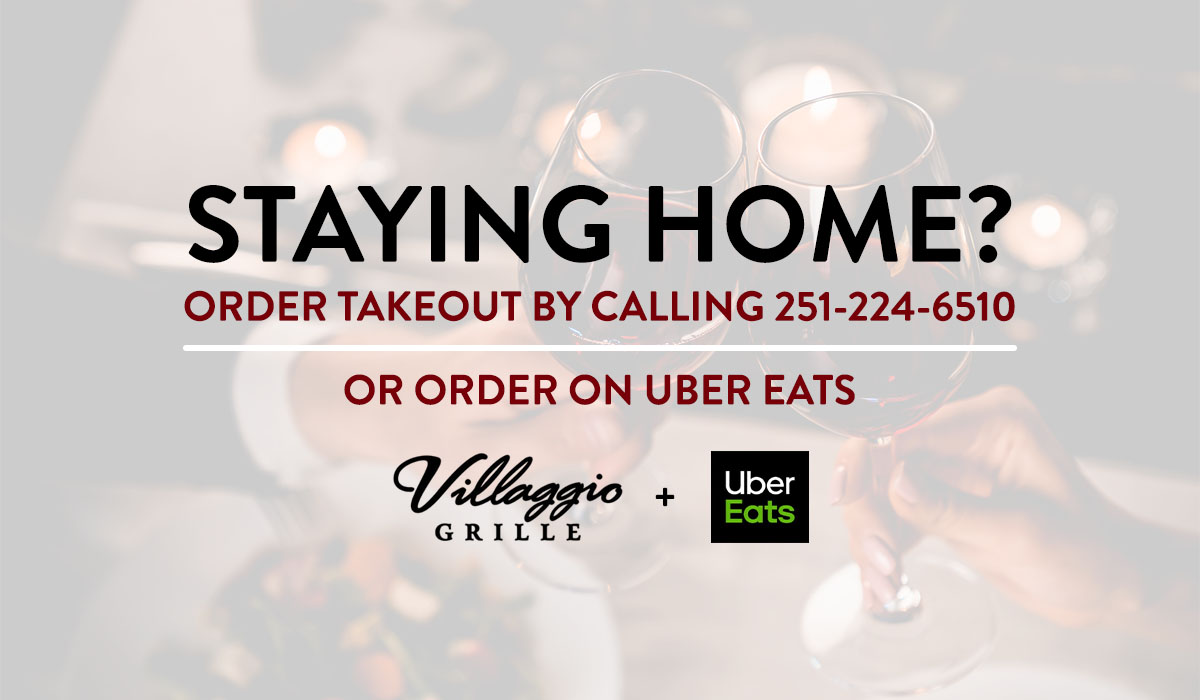 STAYING HOME?
ORDER TAKEOUT BY CALLING 251-224-6510
OR ORDER ON UBER EATS
Villaggio
GRILLE
+
Uber
Eats